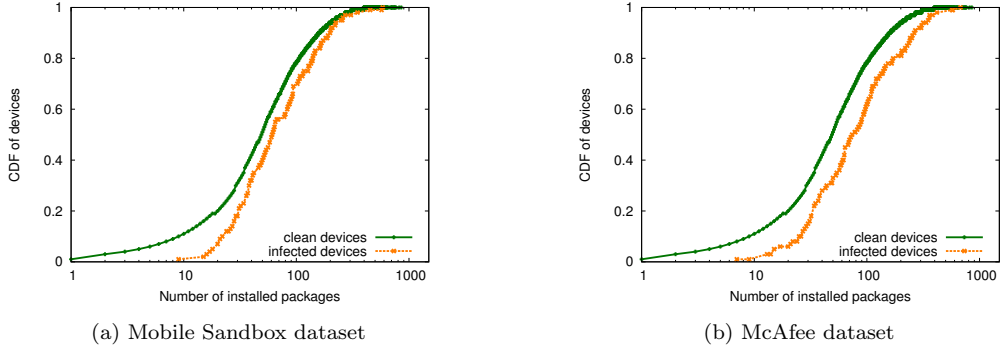 1
0.8
0.6
0.4
0.2
0
CDF of devices
clean devices
infected devices
1 10 100 1000
Number of installed packages
(a) Mobile Sandbox dataset
1
0.8
0.6
0.4
0.2
0
CDF of devices
clean devices
infected devices
1 10 100 1000
Number of installed packages
(b) McAfee dataset